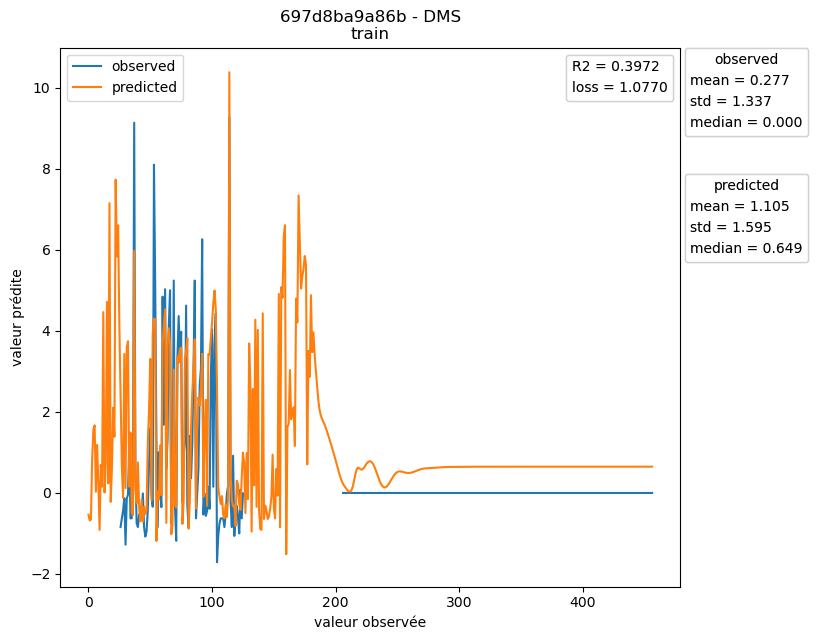 697d8ba9a86b - DMS
train
observed
predicted
R2 = 0.3972
loss = 1.0770
observed
mean = 0.277
std = 1.337
median = 0.000
predicted
mean = 1.105
std = 1.595
median = 0.649
valeur prédite
10
8
6
4
2
0
−2
0
100
200
300
400
valeur observée